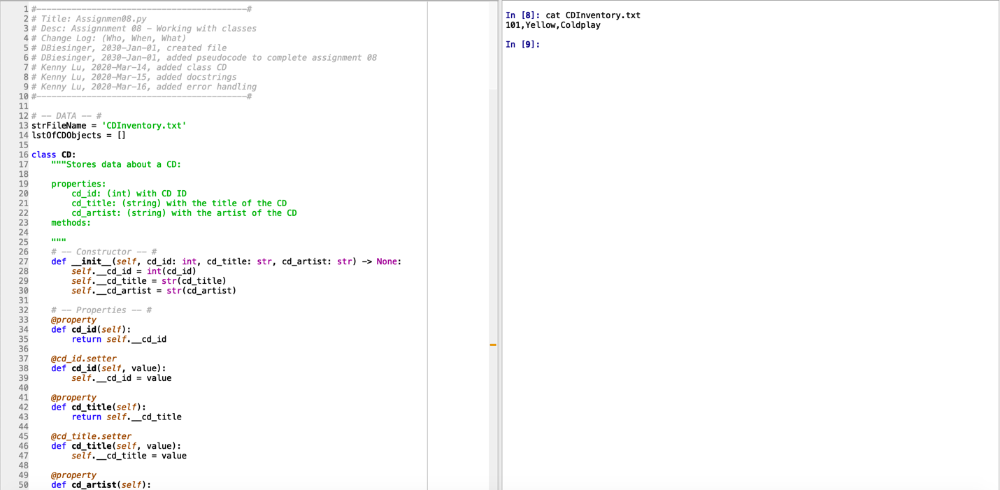 1 #------------------------------------------#
2 # Title: Assignmen08.py
3 # Desc: Assignnment 08 - Working with classes
4 # Change Log: (Who, When, What)
5 # DBiesinger, 2030-Jan-01, created file
6 # DBiesinger, 2030-Jan-01, added pseudocode to complete assignment 08
7 # Kenny Lu, 2020-Mar-14, added class CD
8 # Kenny Lu, 2020-Mar-15, added docstrings
9 # Kenny Lu, 2020-Mar-16, added error handling
10 #------------------------------------------#
11
12 # -- DATA -- #
13 strFileName = 'CDInventory.txt'
14 lstOfCDObjects = []
15
16 class CD:
17     """Stores data about a CD:
18
19     properties:
20         cd_id: (int) with CD ID
21         cd_title: (string) with the title of the CD
22         cd_artist: (string) with the artist of the CD
23     methods:
24
25     """
26     # -- Constructor -- #
27     def __init__(self, cd_id: int, cd_title: str, cd_artist: str) -> None:
28         self.__cd_id = int(cd_id)
29         self.__cd_title = str(cd_title)
30         self.__cd_artist = str(cd_artist)
31
32     # -- Properties -- #
33     @property
34     def cd_id(self):
35         return self.__cd_id
36
37     @cd_id.setter
38     def cd_id(self, value):
39         self.__cd_id = value
40
41     @property
42     def cd_title(self):
43         return self.__cd_title
44
45     @cd_title.setter
46     def cd_title(self, value):
47         self.__cd_title = value
48
49     @property
50     def cd_artist(self):
In [8]: cat CDInventory.txt
101,Yellow,Coldplay
In [9]: